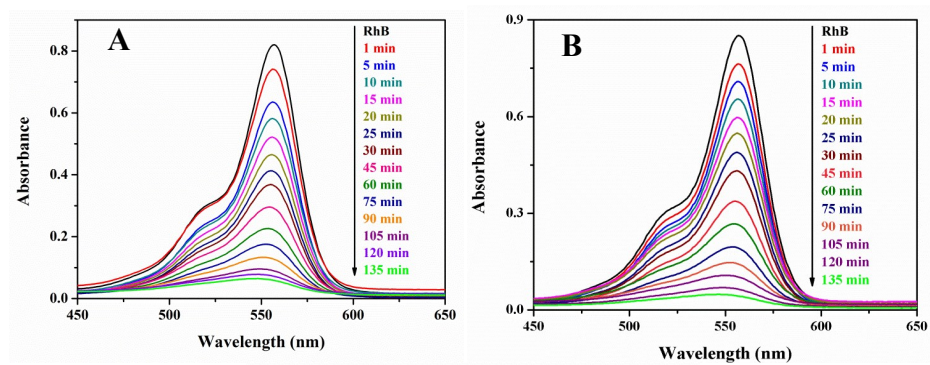 A
RhB
1 min
5 min
10 min
15 min
20 min
25 min
30 min
45 min
60 min
75 min
90 min
105 min
120 min
135 min
0.8
0.6
0.4
0.2
0.0
450
500
550
600
650
Absorbance
Wavelength (nm)
B
RhB
1 min
5 min
10 min
15 min
20 min
25 min
30 min
45 min
60 min
75 min
90 min
105 min
120 min
135 min
0.9
0.6
0.3
0.0
450
500
550
600
650
Absorbance
Wavelength (nm)